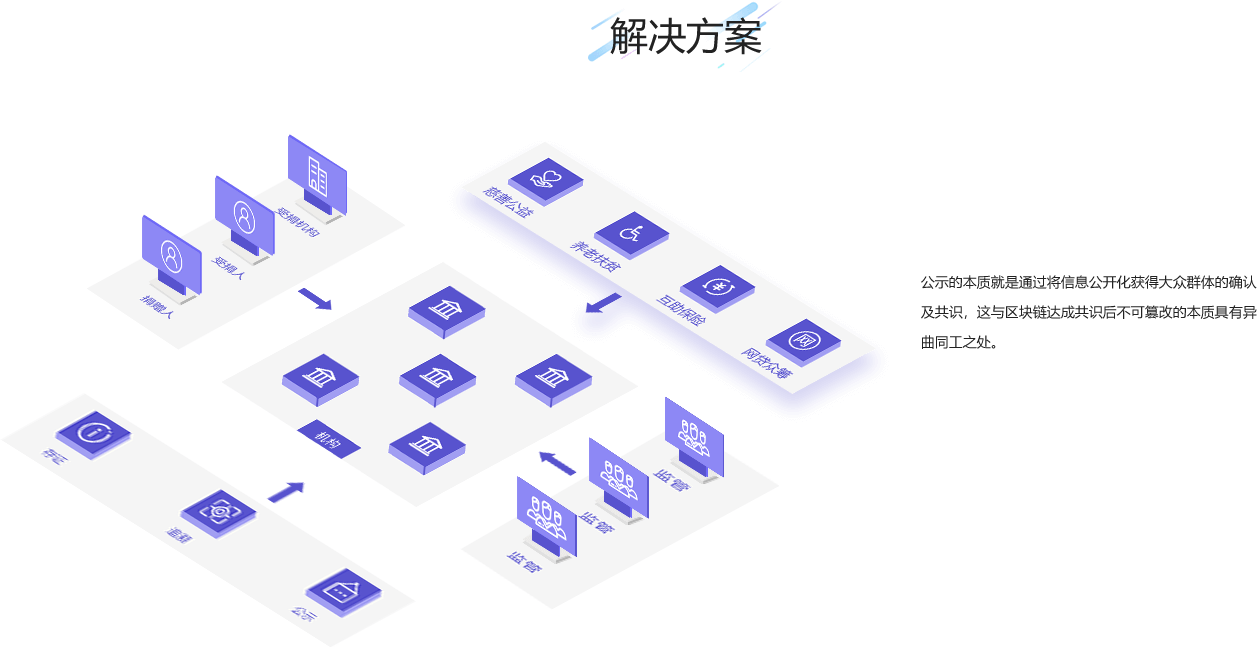 解决方案
受捐机构
受捐人
捐赠人
慈善公益
养老扶贫
互助保险
网贷众筹
网
公示的本质就是通过将信息公开化获得大众群体的确认
及共识，这与区块链达成共识后不可篡改的本质具有异
曲同工之处。
机构
存证
追踪
公示
监管
监管
监管